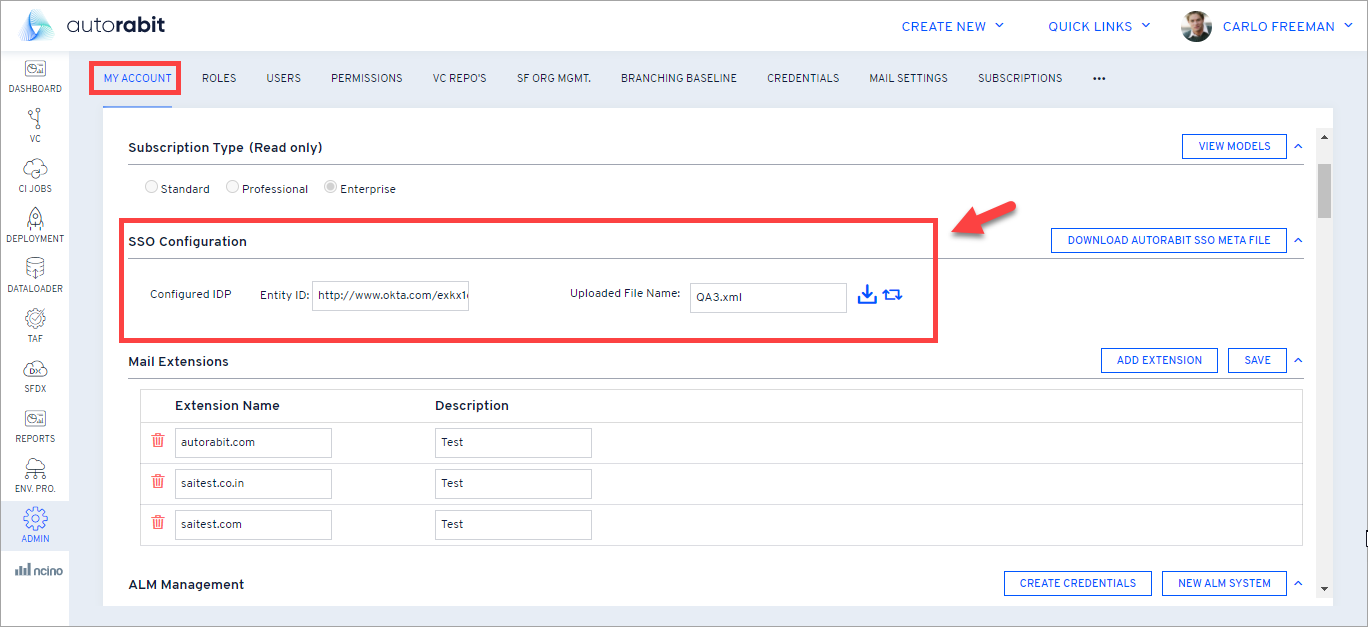 autorabit
CREATE NEW
QUICK LINKS
CARLO FREEMAN
DASHBOARD
VC
CI JOBS
DEPLOYMENT
DATALOADER
TAF
DX
SFDX
REPORTS
ENV. PRO.
ADMIN
ncino
MY ACCOUNT ROLES USERS PERMISSIONS VC REPO'S SF ORG MGMT. BRANCHING BASELINE CREDENTIALS MAIL SETTINGS SUBSCRIPTIONS •••
Subscription Type (Read only)
VIEW MODELS
Standard Professional Enterprise
SSO Configuration
DOWNLOAD AUTORABIT SSO META FILE
Configured IDP Entity ID: http://www.okta.com/exkx1 Uploaded File Name: QA3.xml
Mail Extensions
ADD EXTENSION SAVE
Extension Name Description
autorabit.com Test
saitest.co.in Test
saitest.com Test
ALM Management
CREATE CREDENTIALS NEW ALM SYSTEM